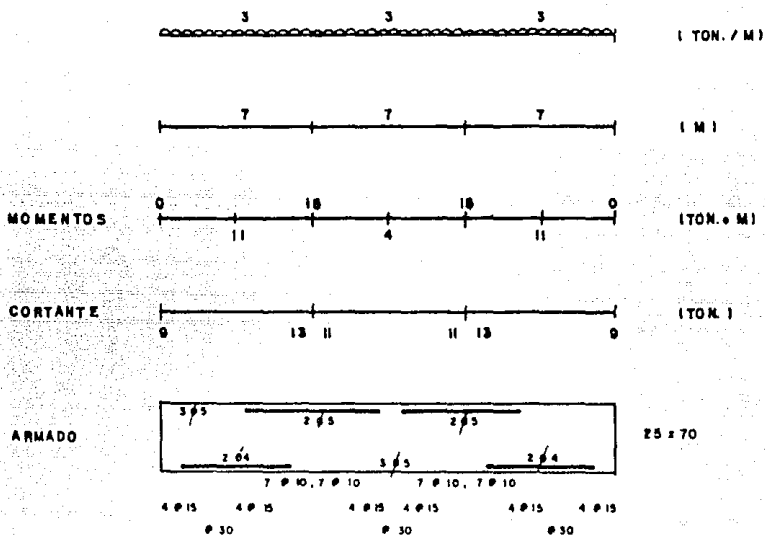 3 3 3 (TON./M)
7 7 7 (M)
0 15 15 0
MOMENTOS (TON. M)
11 4 11
CORTANTE (TON.)
9 13 11 11 13 9
3 ø 5
2 ø 5 2 ø 5
ARMADO 25 x 70
2 ø 4 3 ø 5 2 ø 4
7 @ 10, 7 @ 10 7 @ 10, 7 @ 10
4 @ 15 4 @ 15 4 @ 15 4 @ 15 4 @ 15 4 @ 15
@ 30 @ 30 @ 30